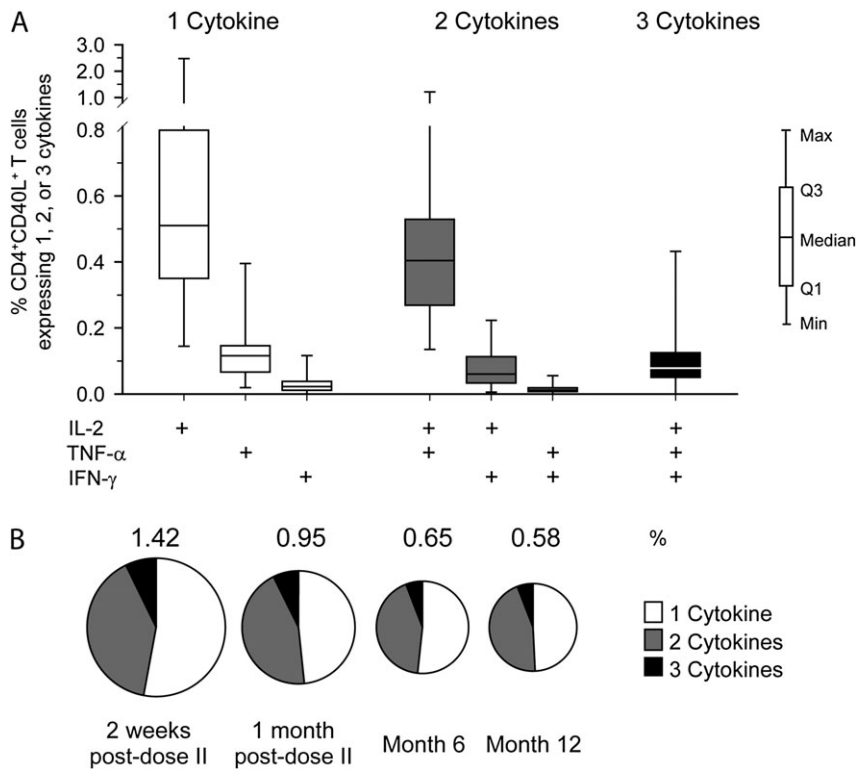 A
1 Cytokine
2 Cytokines
3 Cytokines
% CD4⁺CD40L⁺ T cells
expressing 1, 2, or 3 cytokines
3.0
2.0
1.0
0.8
0.6
0.4
0.2
0.0
Max
Q3
Median
Q1
Min
IL-2 + + + +
TNF-α + + + +
IFN-γ + + + +
B
1.42 0.95 0.65 0.58 %
1 Cytokine
2 Cytokines
3 Cytokines
2 weeks
post-dose II
1 month
post-dose II
Month 6
Month 12